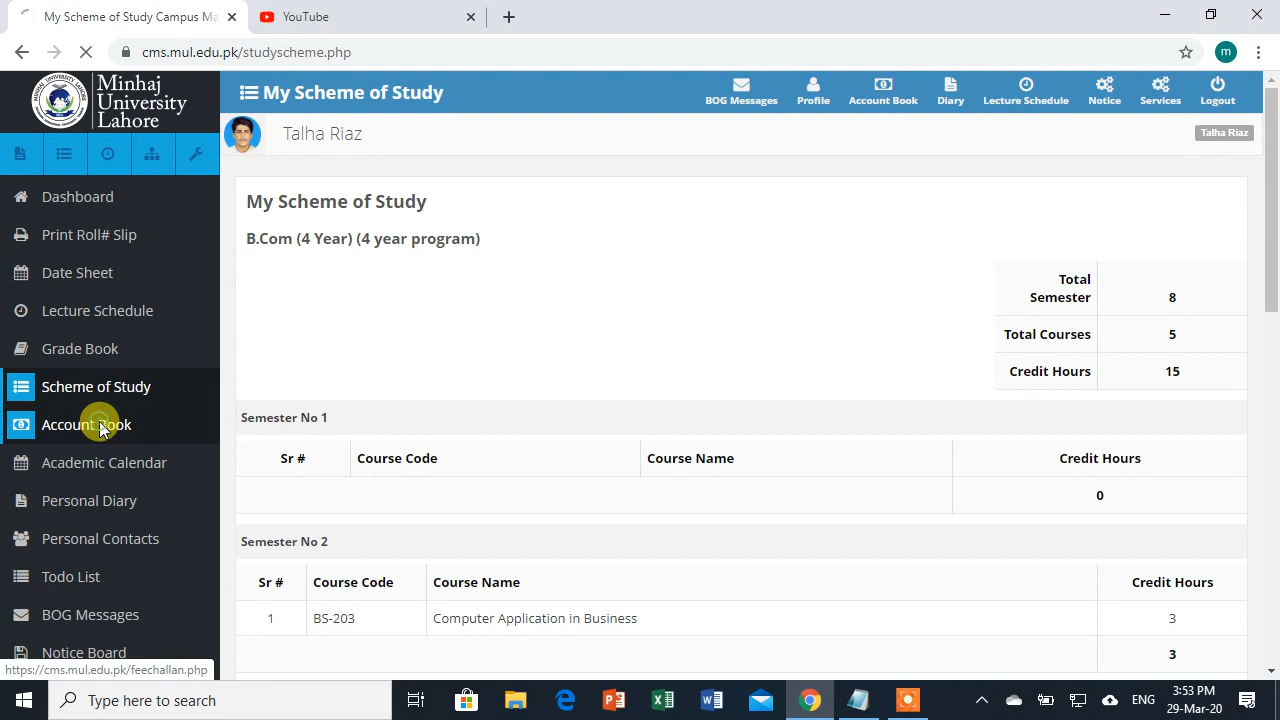 My Scheme of Study Campus Ma
YouTube
cms.mul.edu.pk/studyscheme.php
m
Minhaj
University
Lahore
My Scheme of Study
BOG Messages
Profile
Account Book
Diary
Lecture Schedule
Notice
Services
Logout
Talha Riaz
Talha Riaz
Dashboard
Print Roll# Slip
Date Sheet
Lecture Schedule
Grade Book
Scheme of Study
Account Book
Academic Calendar
Personal Diary
Personal Contacts
Todo List
BOG Messages
Notice Board
https://cms.mul.edu.pk/feechallan.php
My Scheme of Study
B.Com (4 Year) (4 year program)
Total Semester 8
Total Courses 5
Credit Hours 15
Semester No 1
Sr # Course Code Course Name Credit Hours
0
Semester No 2
Sr # Course Code Course Name Credit Hours
1 BS-203 Computer Application in Business 3
3
Type here to search
ENG
3:53 PM
29-Mar-20